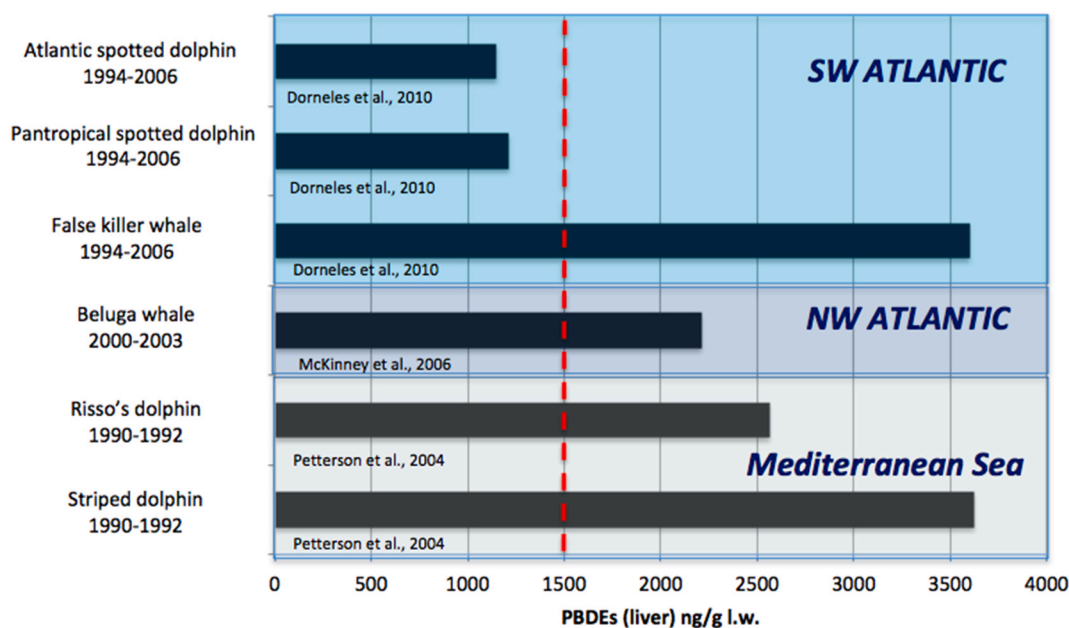 Atlantic spotted dolphin
1994-2006
Dorneles et al., 2010
SW ATLANTIC
Pantropical spotted dolphin
1994-2006
Dorneles et al., 2010
False killer whale
1994-2006
Dorneles et al., 2010
Beluga whale
2000-2003
McKinney et al., 2006
NW ATLANTIC
Risso's dolphin
1990-1992
Petterson et al., 2004
Mediterranean Sea
Striped dolphin
1990-1992
Petterson et al., 2004
0 500 1000 1500 2000 2500 3000 3500 4000
PBDEs (liver) ng/g l.w.